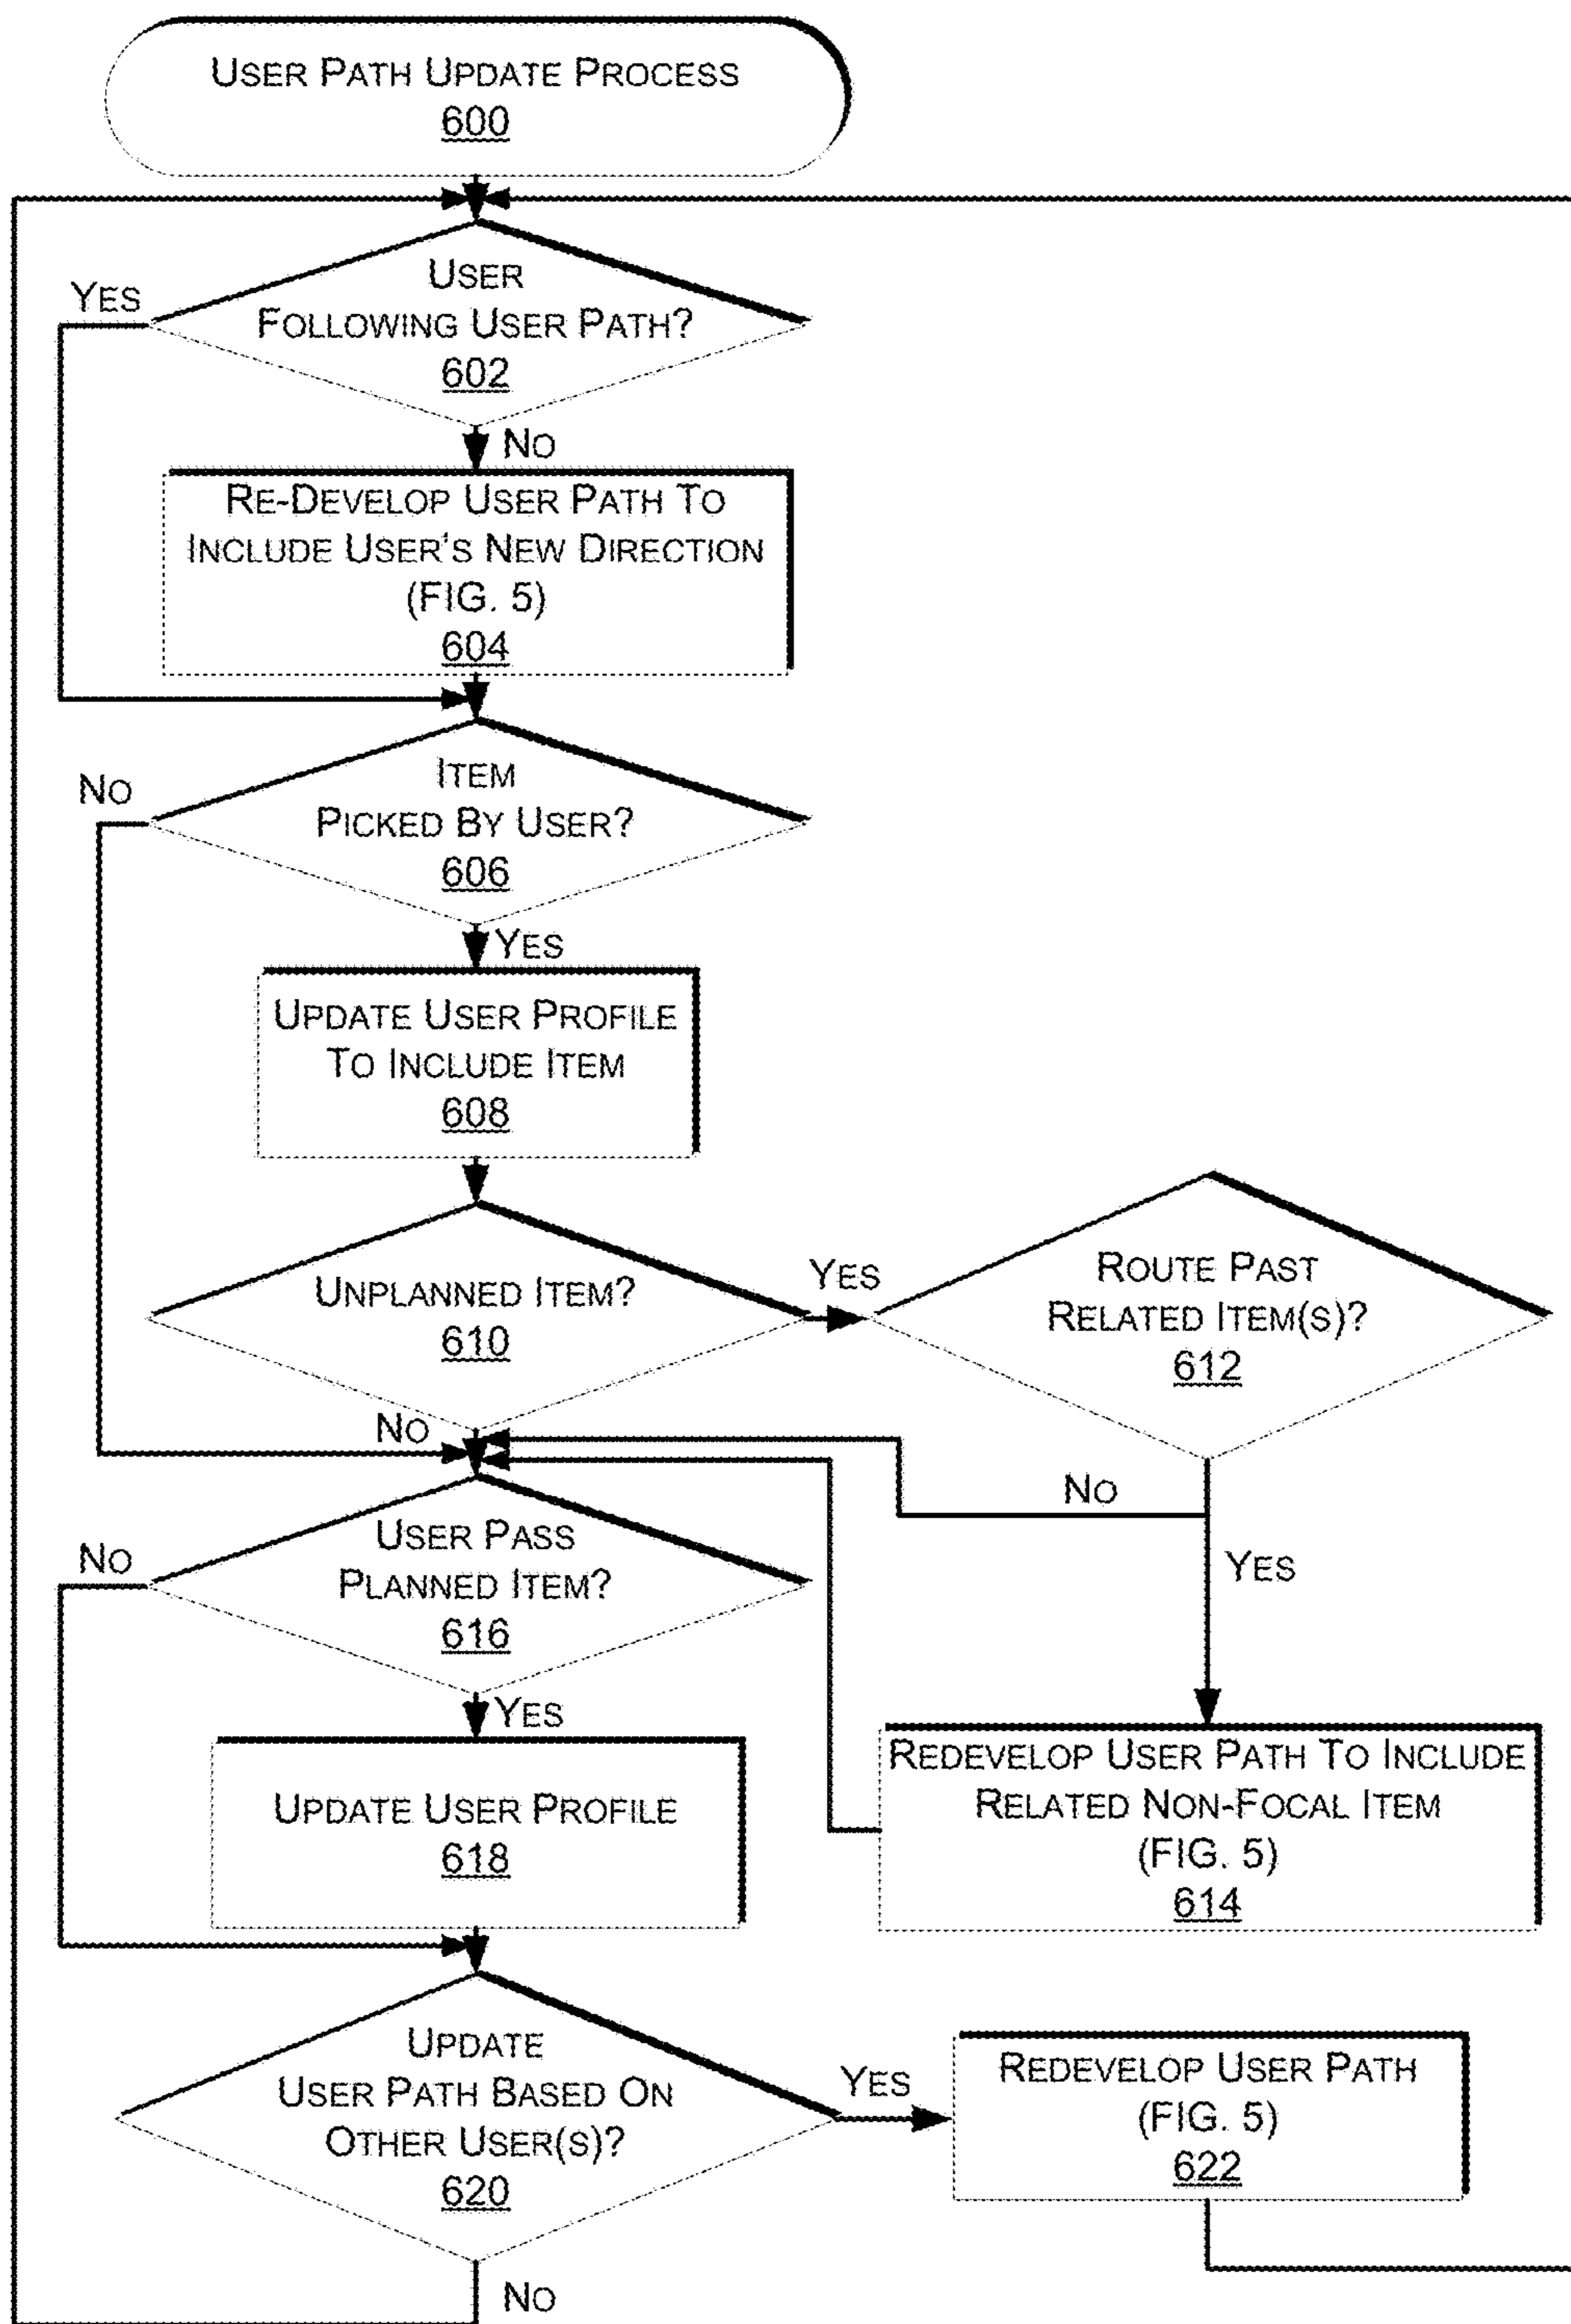 USER PATH UPDATE PROCESS
600
USER
FOLLOWING USER PATH?
602
YES
NO
RE-DEVELOP USER PATH TO
INCLUDE USER'S NEW DIRECTION
(FIG. 5)
604
ITEM
PICKED BY USER?
606
NO
YES
UPDATE USER PROFILE
TO INCLUDE ITEM
608
UNPLANNED ITEM?
610
YES
NO
ROUTE PAST
RELATED ITEM(S)?
612
NO
YES
REDEVELOP USER PATH TO INCLUDE
RELATED NON-FOCAL ITEM
(FIG. 5)
614
USER PASS
PLANNED ITEM?
616
NO
YES
UPDATE USER PROFILE
618
UPDATE
USER PATH BASED ON
OTHER USER(S)?
620
YES
NO
REDEVELOP USER PATH
(FIG. 5)
622